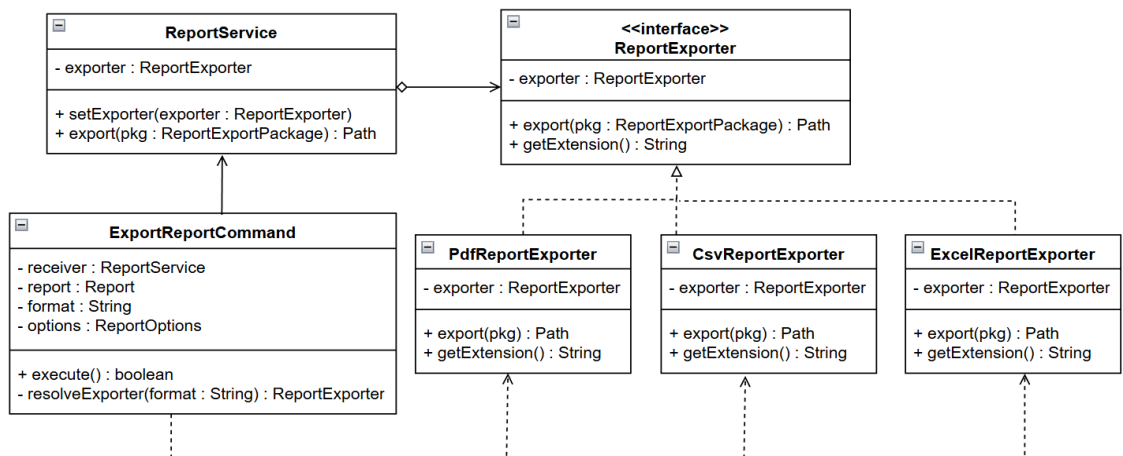 ReportService
- exporter : ReportExporter
+ setExporter(exporter : ReportExporter)
+ export(pkg : ReportExportPackage) : Path
<<interface>>
ReportExporter
- exporter : ReportExporter
+ export(pkg : ReportExportPackage) : Path
+ getExtension() : String
ExportReportCommand
- receiver : ReportService
- report : Report
- format : String
- options : ReportOptions
+ execute() : boolean
- resolveExporter(format : String) : ReportExporter
PdfReportExporter
- exporter : ReportExporter
+ export(pkg) : Path
+ getExtension() : String
CsvReportExporter
- exporter : ReportExporter
+ export(pkg) : Path
+ getExtension() : String
ExcelReportExporter
- exporter : ReportExporter
+ export(pkg) : Path
+ getExtension() : String